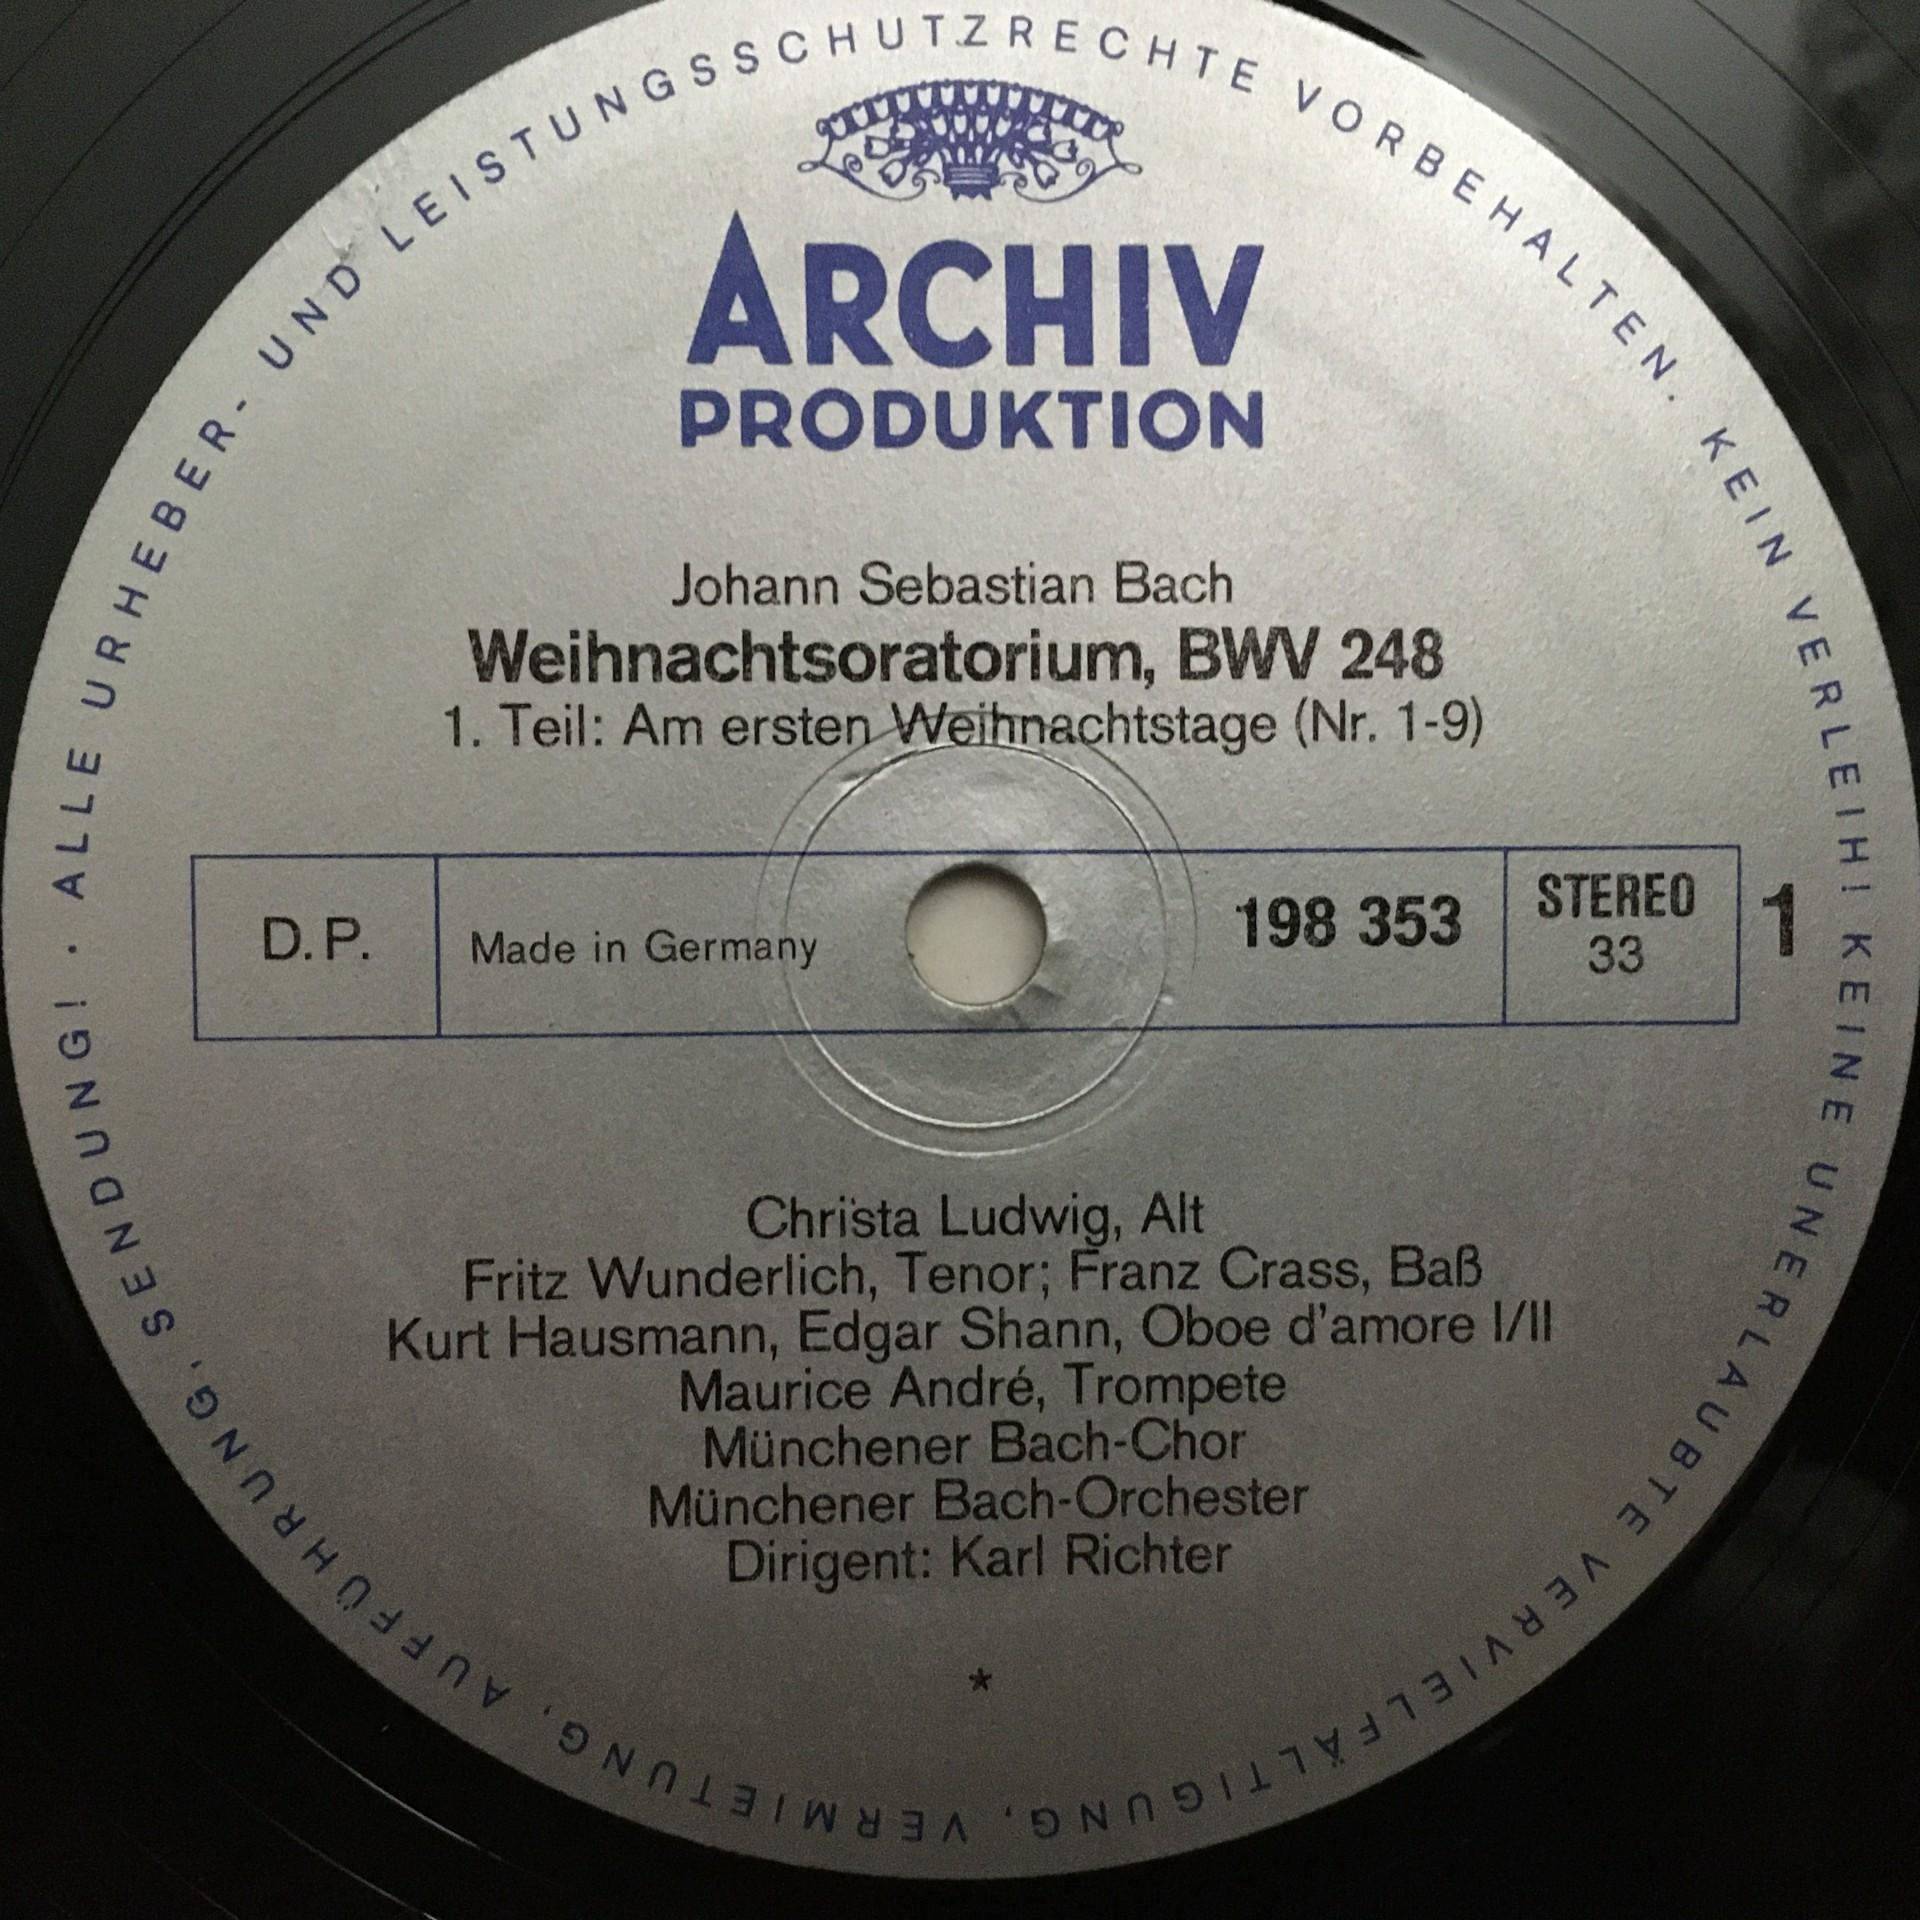 ALLE URHEBER- UND LEISTUNGSSCHUTZRECHTE VORBEHALTEN. KEIN VERLEIH! KEINE UNERLAUBTE VERVIELFÄLTIGUNG, VERMIETUNG, AUFFÜHRUNG, SENDUNG! ·
ARCHIV
PRODUKTION
Johann Sebastian Bach
Weihnachtsoratorium, BWV 248
1. Teil: Am ersten Weihnachtstage (Nr. 1-9)
D.P.
Made in Germany
198 353
STEREO
33
1
Christa Ludwig, Alt
Fritz Wunderlich, Tenor; Franz Crass, Baß
Kurt Hausmann, Edgar Shann, Oboe d'amore I/II
Maurice André, Trompete
Münchener Bach-Chor
Münchener Bach-Orchester
Dirigent: Karl Richter
*